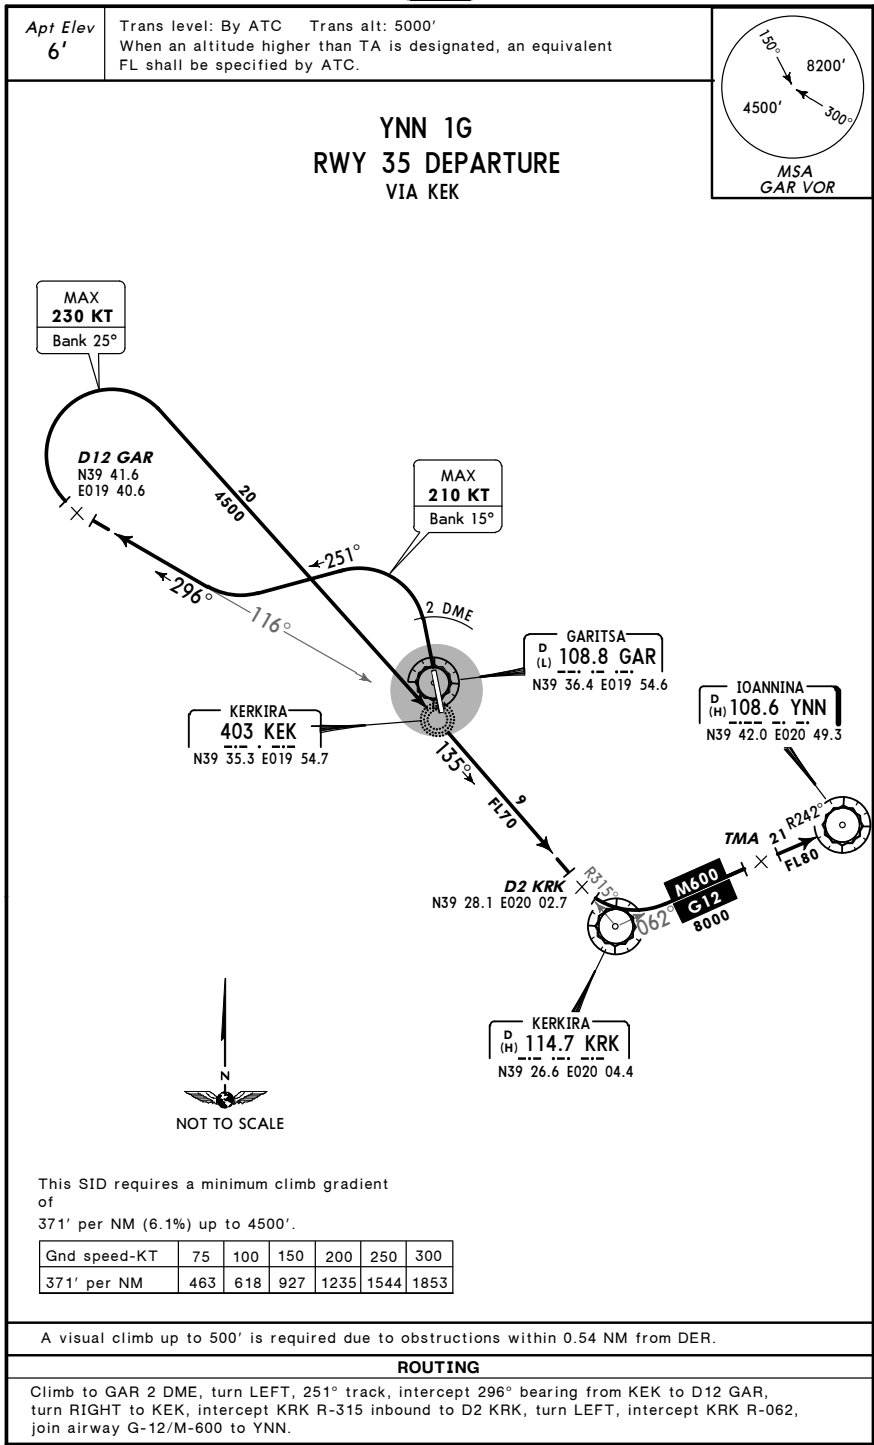 Apt Elev
6'
Trans level: By ATC Trans alt: 5000'
When an altitude higher than TA is designated, an equivalent
FL shall be specified by ATC.
150°
8200'
4500'
300°
MSA
GAR VOR
YNN 1G
RWY 35 DEPARTURE
VIA KEK
MAX
230 KT
Bank 25°
D12 GAR
N39 41.6
E019 40.6
20
4500
MAX
210 KT
Bank 15°
251°
296°
116°
2 DME
GARITSA
D
(L) 108.8 GAR
N39 36.4 E019 54.6
KERKIRA
403 KEK
N39 35.3 E019 54.7
IOANNINA
D
(H) 108.6 YNN
N39 42.0 E020 49.3
135°
9
FL70
TMA
21
R242°
FL80
D2 KRK
N39 28.1 E020 02.7
R315°
062°
M600
G12
8000
KERKIRA
D
(H) 114.7 KRK
N39 26.6 E020 04.4
N
NOT TO SCALE
This SID requires a minimum climb gradient
of
371' per NM (6.1%) up to 4500'.
Gnd speed-KT 75 100 150 200 250 300
371' per NM 463 618 927 1235 1544 1853
A visual climb up to 500' is required due to obstructions within 0.54 NM from DER.
ROUTING
Climb to GAR 2 DME, turn LEFT, 251° track, intercept 296° bearing from KEK to D12 GAR,
turn RIGHT to KEK, intercept KRK R-315 inbound to D2 KRK, turn LEFT, intercept KRK R-062,
join airway G-12/M-600 to YNN.